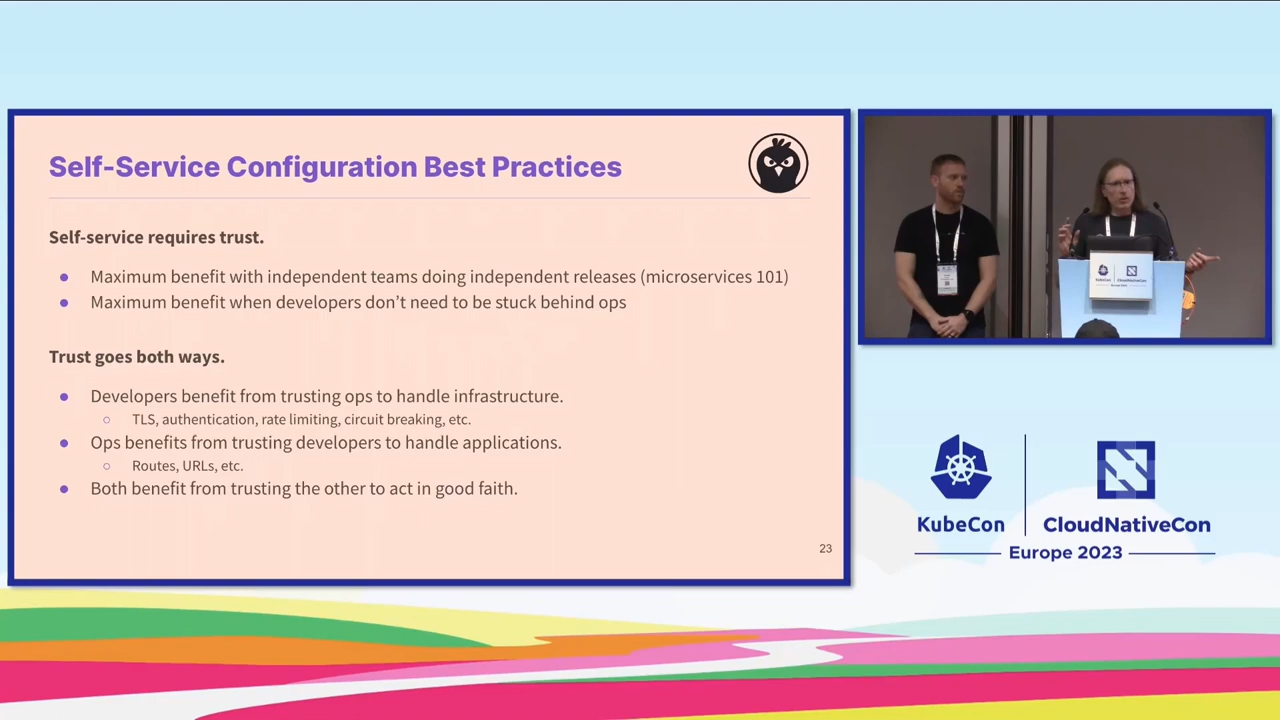 Self-Service Configuration Best Practices
Self-service requires trust.
Maximum benefit with independent teams doing independent releases (microservices 101)
Maximum benefit when developers don’t need to be stuck behind ops
Trust goes both ways.
Developers benefit from trusting ops to handle infrastructure.
TLS, authentication, rate limiting, circuit breaking, etc.
Ops benefits from trusting developers to handle applications.
Routes, URLs, etc.
Both benefit from trusting the other to act in good faith.
23
KubeCon
CloudNativeCon
Europe 2023